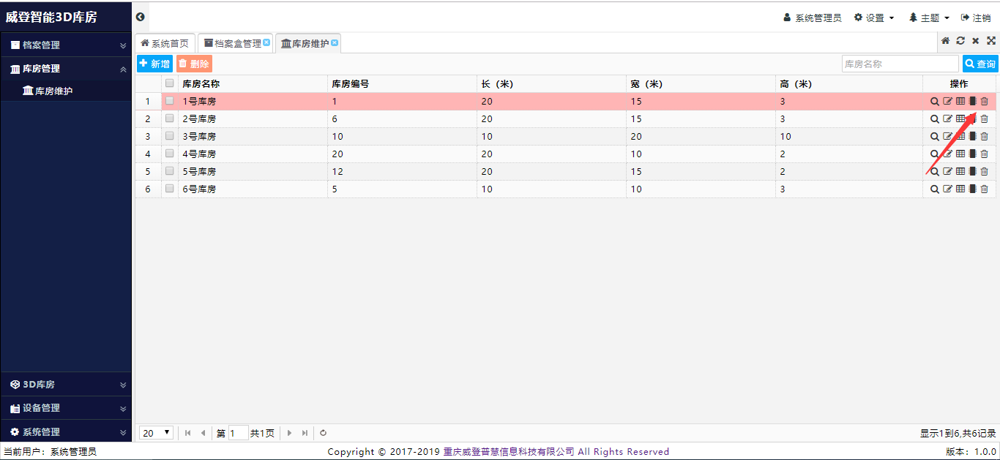 威登智能3D库房
系统管理员 设置 主题 注销
档案管理
库房管理
库房维护
3D库房
设备管理
系统管理
系统首页 档案盒管理 库房维护
新增 删除 库房名称 查询
库房名称 库房编号 长（米） 宽（米） 高（米） 操作
1 1号库房 1 20 15 3
2 2号库房 6 20 15 3
3 3号库房 10 10 20 10
4 4号库房 20 20 10 2
5 5号库房 12 20 15 2
6 6号库房 5 10 10 3
20 第 1 共1页 显示1到6,共6记录
当前用户：系统管理员 Copyright © 2017-2019 重庆威登普慧信息科技有限公司 All Rights Reserved 版本：1.0.0